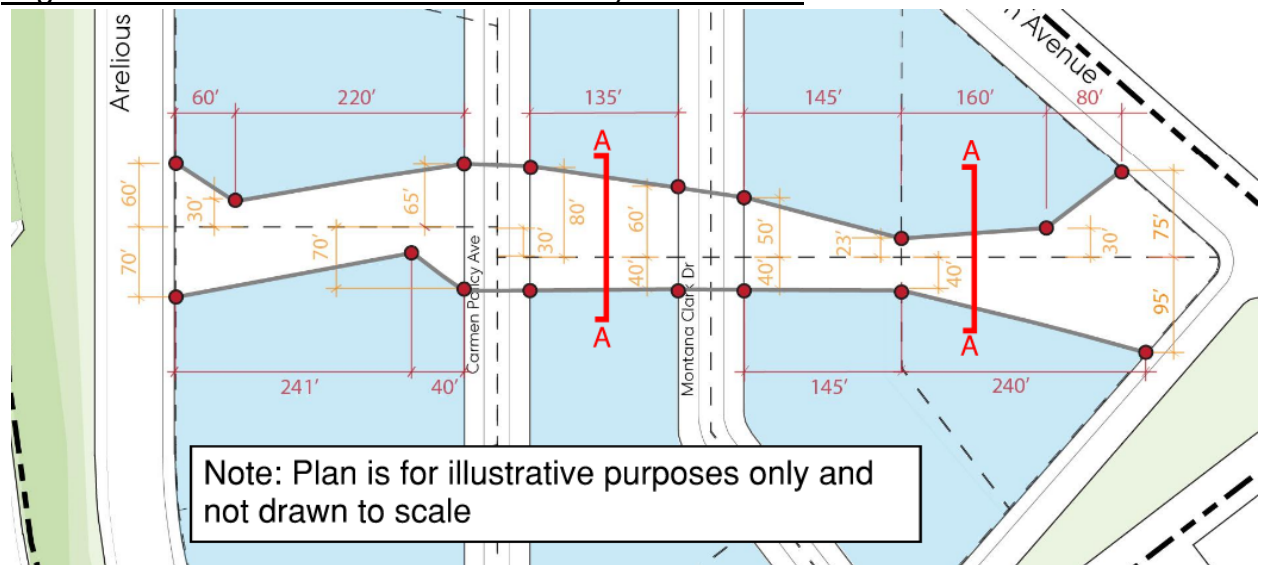 Arelious
n Avenue
60′
220′
135′
145′
160′
80′
A
A
60′
30′
65′
80′
60′
50′
23′
30′
75′
70′
70′
30′
40′
40′
40′
95′
Carmen Policy Ave
Montana Clark Dr
A
A
241′
40′
145′
240′
Note: Plan is for illustrative purposes only and
not drawn to scale